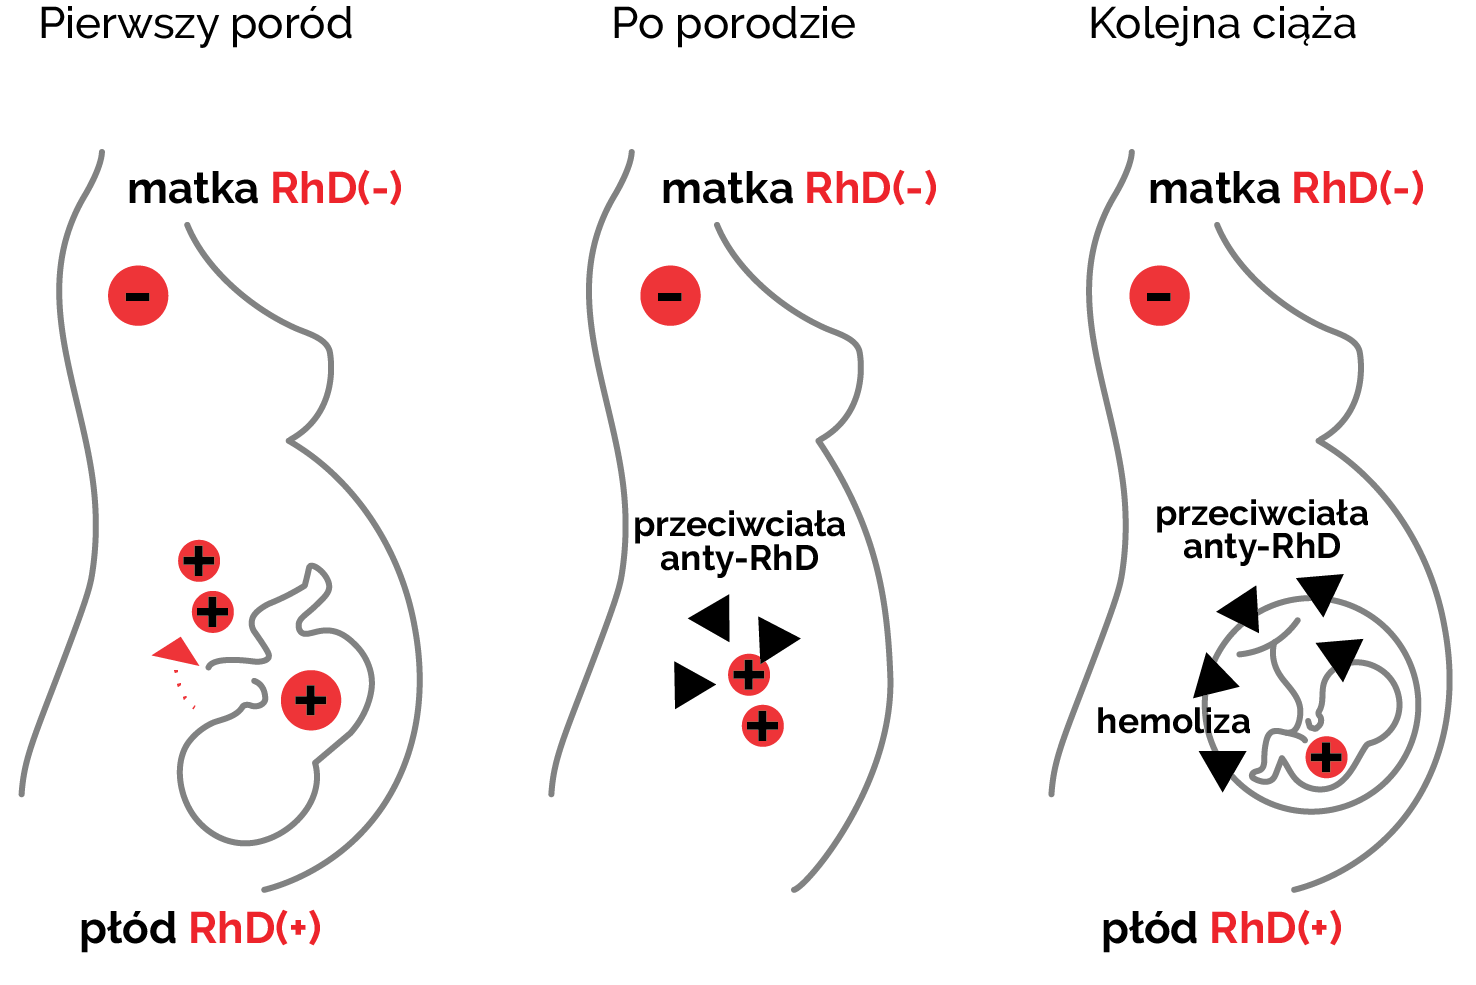 Pierwszy poród
matka RhD(-)
-
+
+
+
płód RhD(+)
Po porodzie
matka RhD(-)
-
przeciwciała
anty-RhD
+
+
Kolejna ciąża
matka RhD(-)
-
przeciwciała
anty-RhD
hemoliza
+
płód RhD(+)